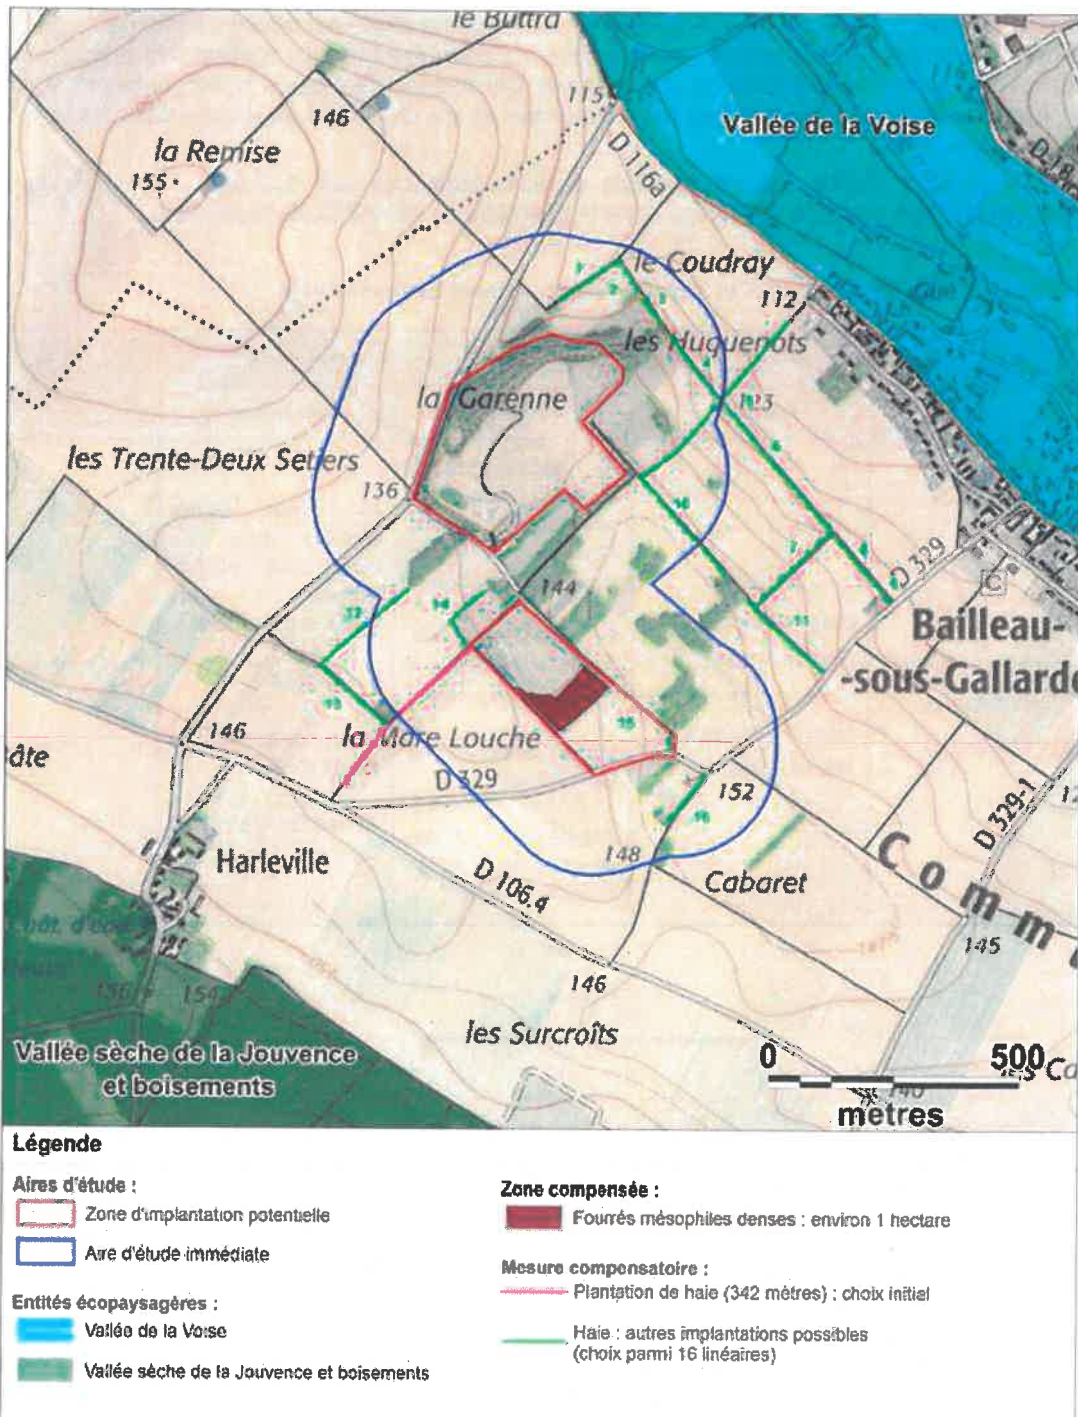 le Buttra
115
Vallée de la Voise
146
la Remise
D 116a
155
le Coudray
112
les Huguenots
la Garenne
les Trente-Deux Setiers
136
D 329
144
C
Bailleau-
-sous-Gallard
146
la Mare Louche
âte
D 329
152
D 329-1
Harleville
148
D 106.4
Cabaret
Comm
145
146
les Surcroîts
Vallée sèche de la Jouvence
et boisements
0 500
mètres
Légende
Aires d'étude :
Zone d'implantation potentielle
Aire d'étude immédiate
Entités écopaysagères :
Vallée de la Voise
Vallée sèche de la Jouvence et boisements
Zone compensée :
Fourrés mésophiles denses : environ 1 hectare
Mesure compensatoire :
Plantation de haie (342 mètres) : choix initial
Haie : autres implantations possibles
(choix parmi 16 linéaires)